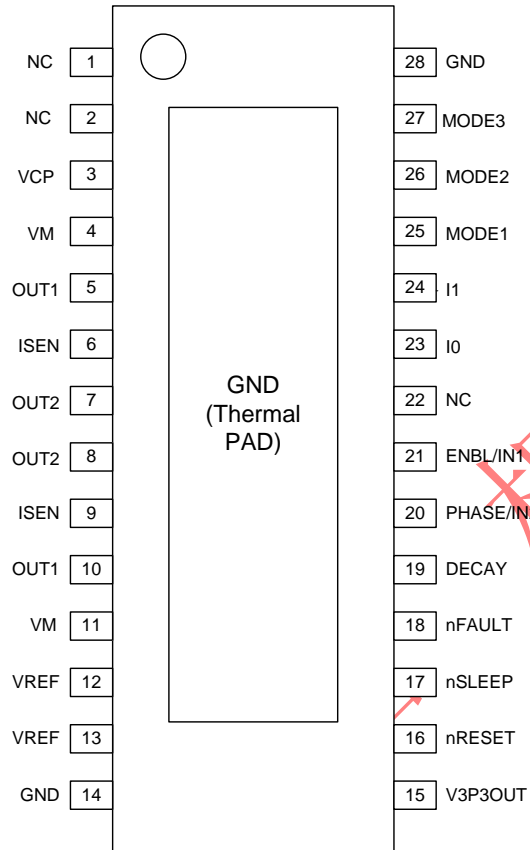 NC 1
NC 2
VCP 3
VM 4
OUT1 5
ISEN 6
OUT2 7
OUT2 8
ISEN 9
OUT1 10
VM 11
VREF 12
VREF 13
GND 14
GND
(Thermal
PAD)
28 GND
27 MODE3
26 MODE2
25 MODE1
24 I1
23 I0
22 NC
21 ENBL/IN1
20 PHASE/IN
19 DECAY
18 nFAULT
17 nSLEEP
16 nRESET
15 V3P3OUT